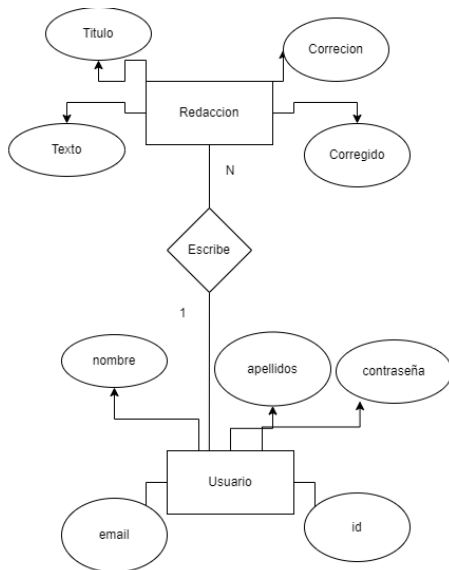 Titulo
Correcion
Redaccion
Texto
Corregido
N
Escribe
1
nombre
apellidos
contraseña
Usuario
email
id